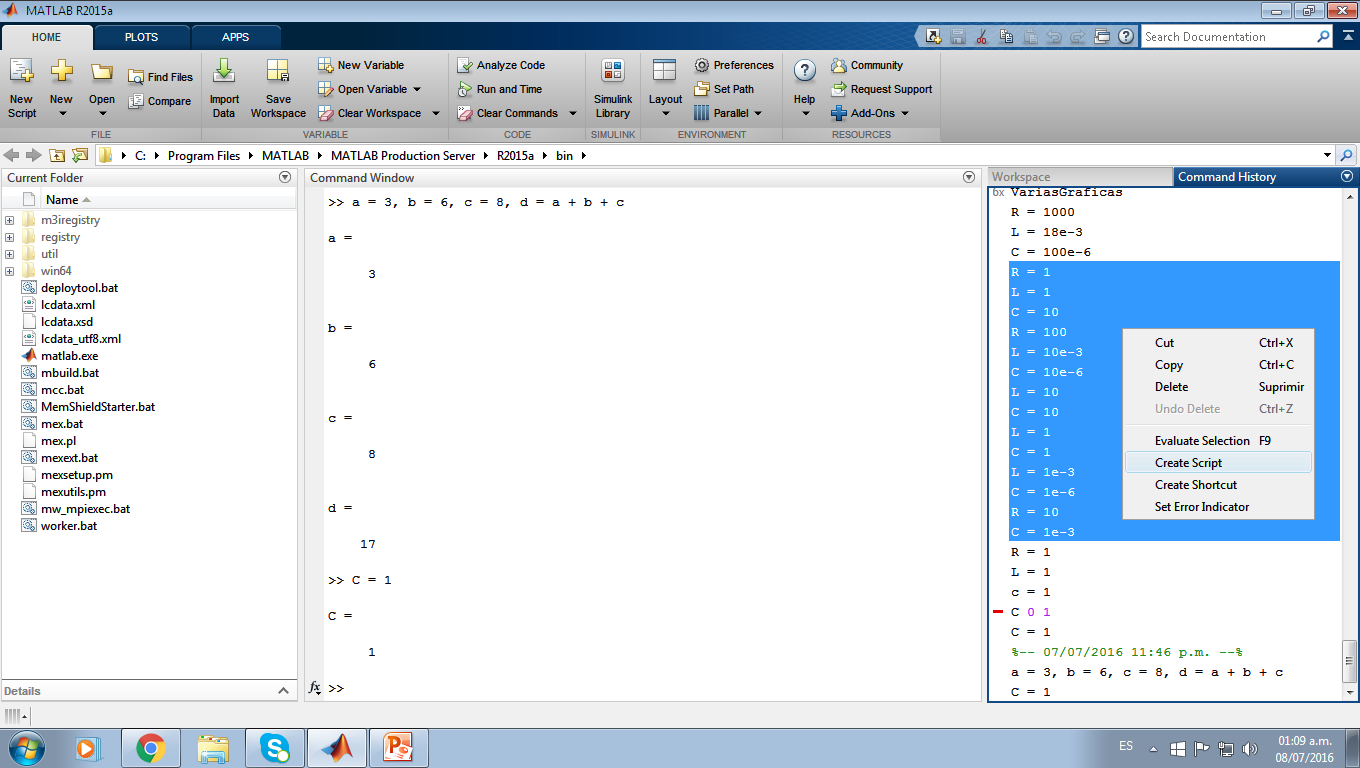 MATLAB R2015a
HOME PLOTS APPS
Search Documentation
New Script
New
Open
Find Files
Compare
FILE
Import Data
Save Workspace
New Variable
Open Variable
Clear Workspace
VARIABLE
Analyze Code
Run and Time
Clear Commands
CODE
Simulink Library
SIMULINK
Layout
Preferences
Set Path
Parallel
ENVIRONMENT
Help
Community
Request Support
Add-Ons
RESOURCES
C: Program Files MATLAB MATLAB Production Server R2015a bin
Current Folder
Name
m3iregistry
registry
util
win64
deploytool.bat
lcdata.xml
lcdata.xsd
lcdata_utf8.xml
matlab.exe
mbuild.bat
mcc.bat
MemShieldStarter.bat
mex.bat
mex.pl
mexext.bat
mexsetup.pm
mexutils.pm
mw_mpiexec.bat
worker.bat
Details
Command Window
>> a = 3, b = 6, c = 8, d = a + b + c
a =
3
b =
6
c =
8
d =
17
>> C = 1
C =
1
fx >>
Workspace
Command History
6x VariasGraficas
R = 1000
L = 18e-3
C = 100e-6
R = 1
L = 1
C = 10
R = 100
L = 10e-3
C = 10e-6
L = 10
C = 10
L = 1
C = 1
L = 1e-3
C = 1e-6
R = 10
C = 1e-3
R = 1
L = 1
c = 1
C 0 1
C = 1
%-- 07/07/2016 11:46 p.m. --%
a = 3, b = 6, c = 8, d = a + b + c
C = 1
Cut Ctrl+X
Copy Ctrl+C
Delete Suprimir
Undo Delete Ctrl+Z
Evaluate Selection F9
Create Script
Create Shortcut
Set Error Indicator
ES
01:09 a.m.
08/07/2016